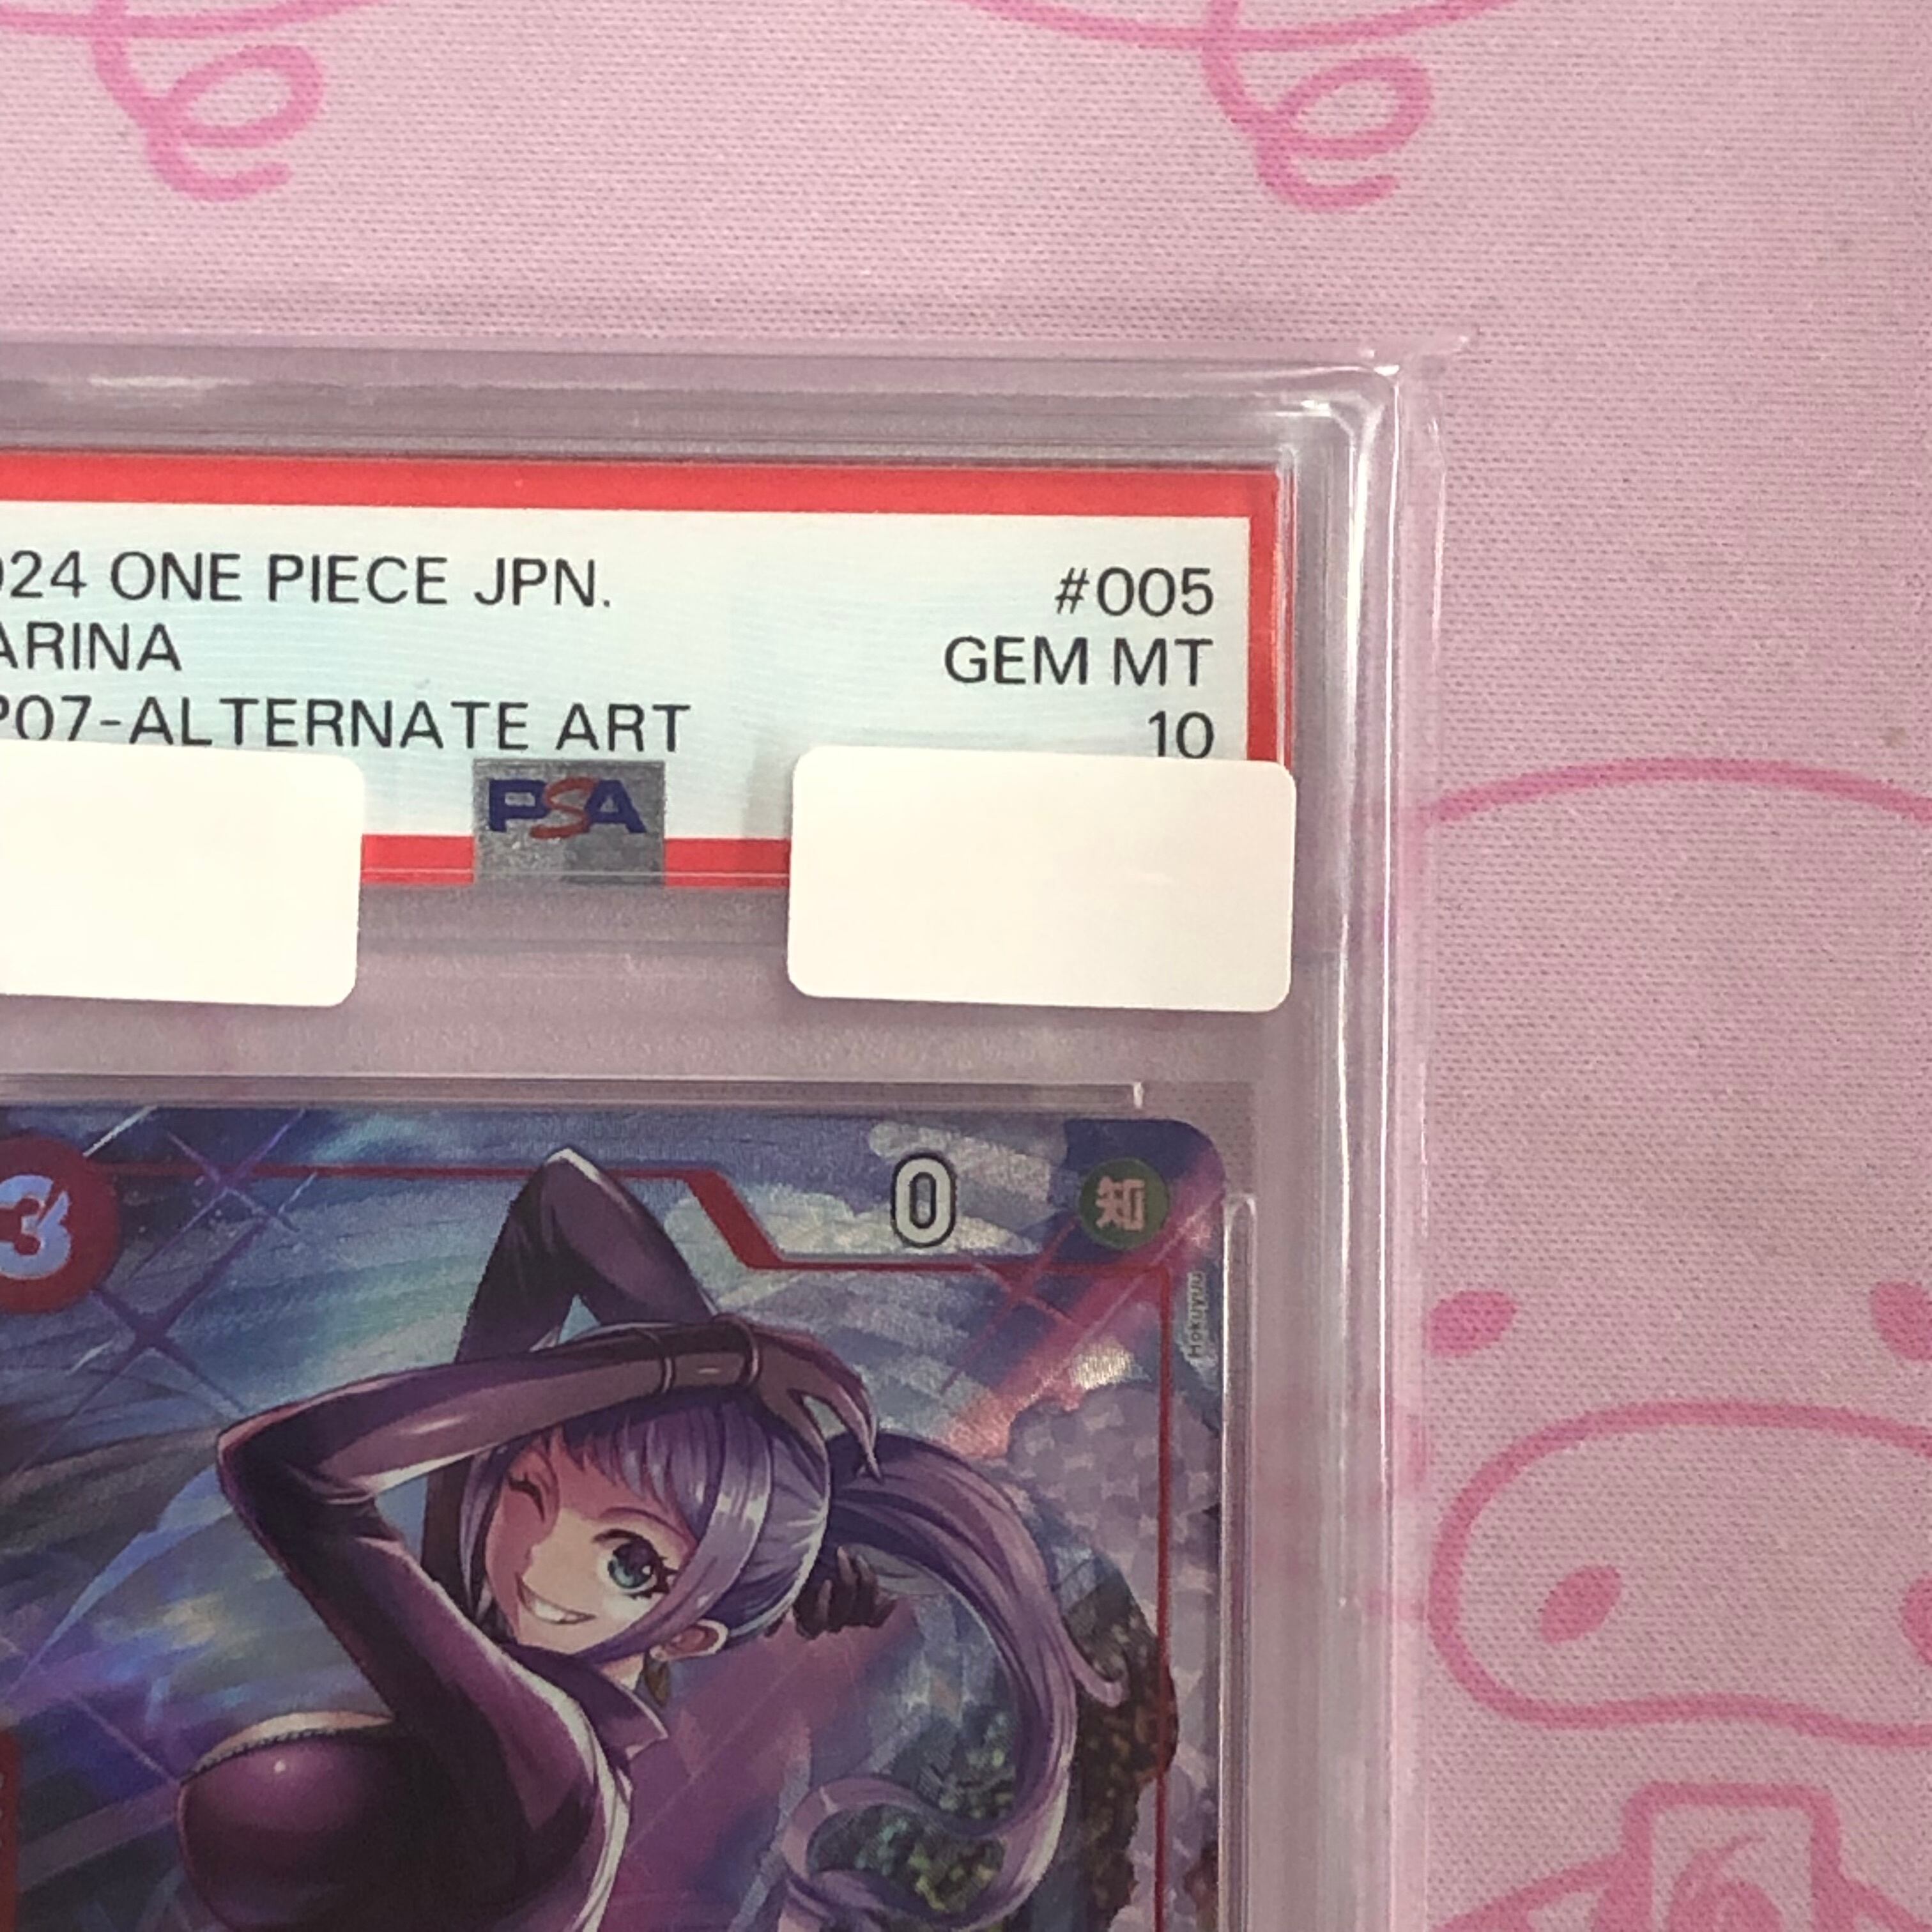 024 ONE PIECE JPN. #005
ARINA GEM MT
P07-ALTERNATE ART 10
PSA
3 0 知
Hokuyuu